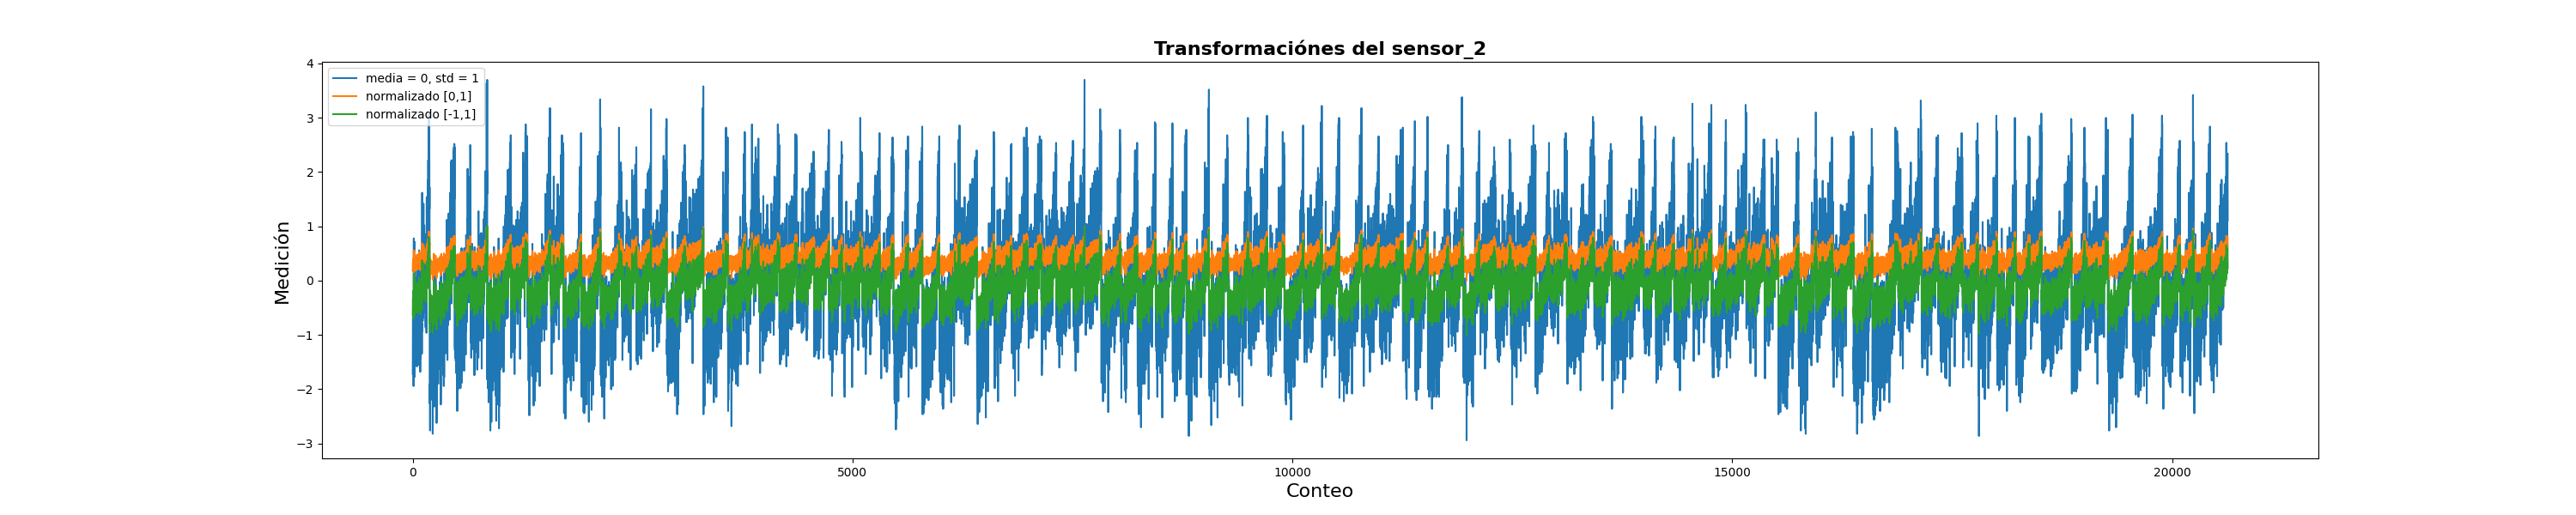 Transformaciónes del sensor_2
media = 0, std = 1
normalizado [0,1]
normalizado [-1,1]
Medición
4
3
2
1
0
−1
−2
−3
0 5000 10000 15000 20000
Conteo